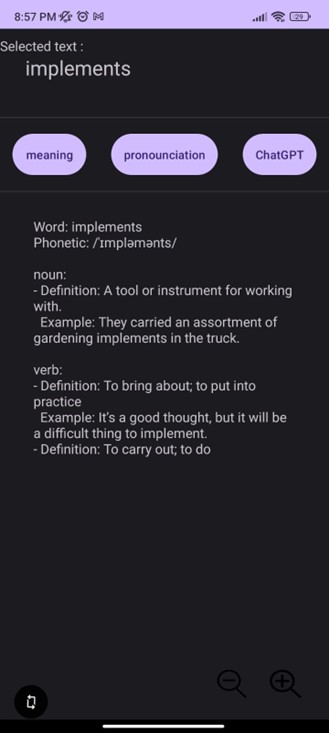 8:57 PM
29
Selected text :
implements
meaning
pronounciation
ChatGPT
Word: implements
Phonetic: /ˈɪmpləmənts/
noun:
- Definition: A tool or instrument for working
with.
Example: They carried an assortment of
gardening implements in the truck.
verb:
- Definition: To bring about; to put into
practice
Example: It's a good thought, but it will be
a difficult thing to implement.
- Definition: To carry out; to do